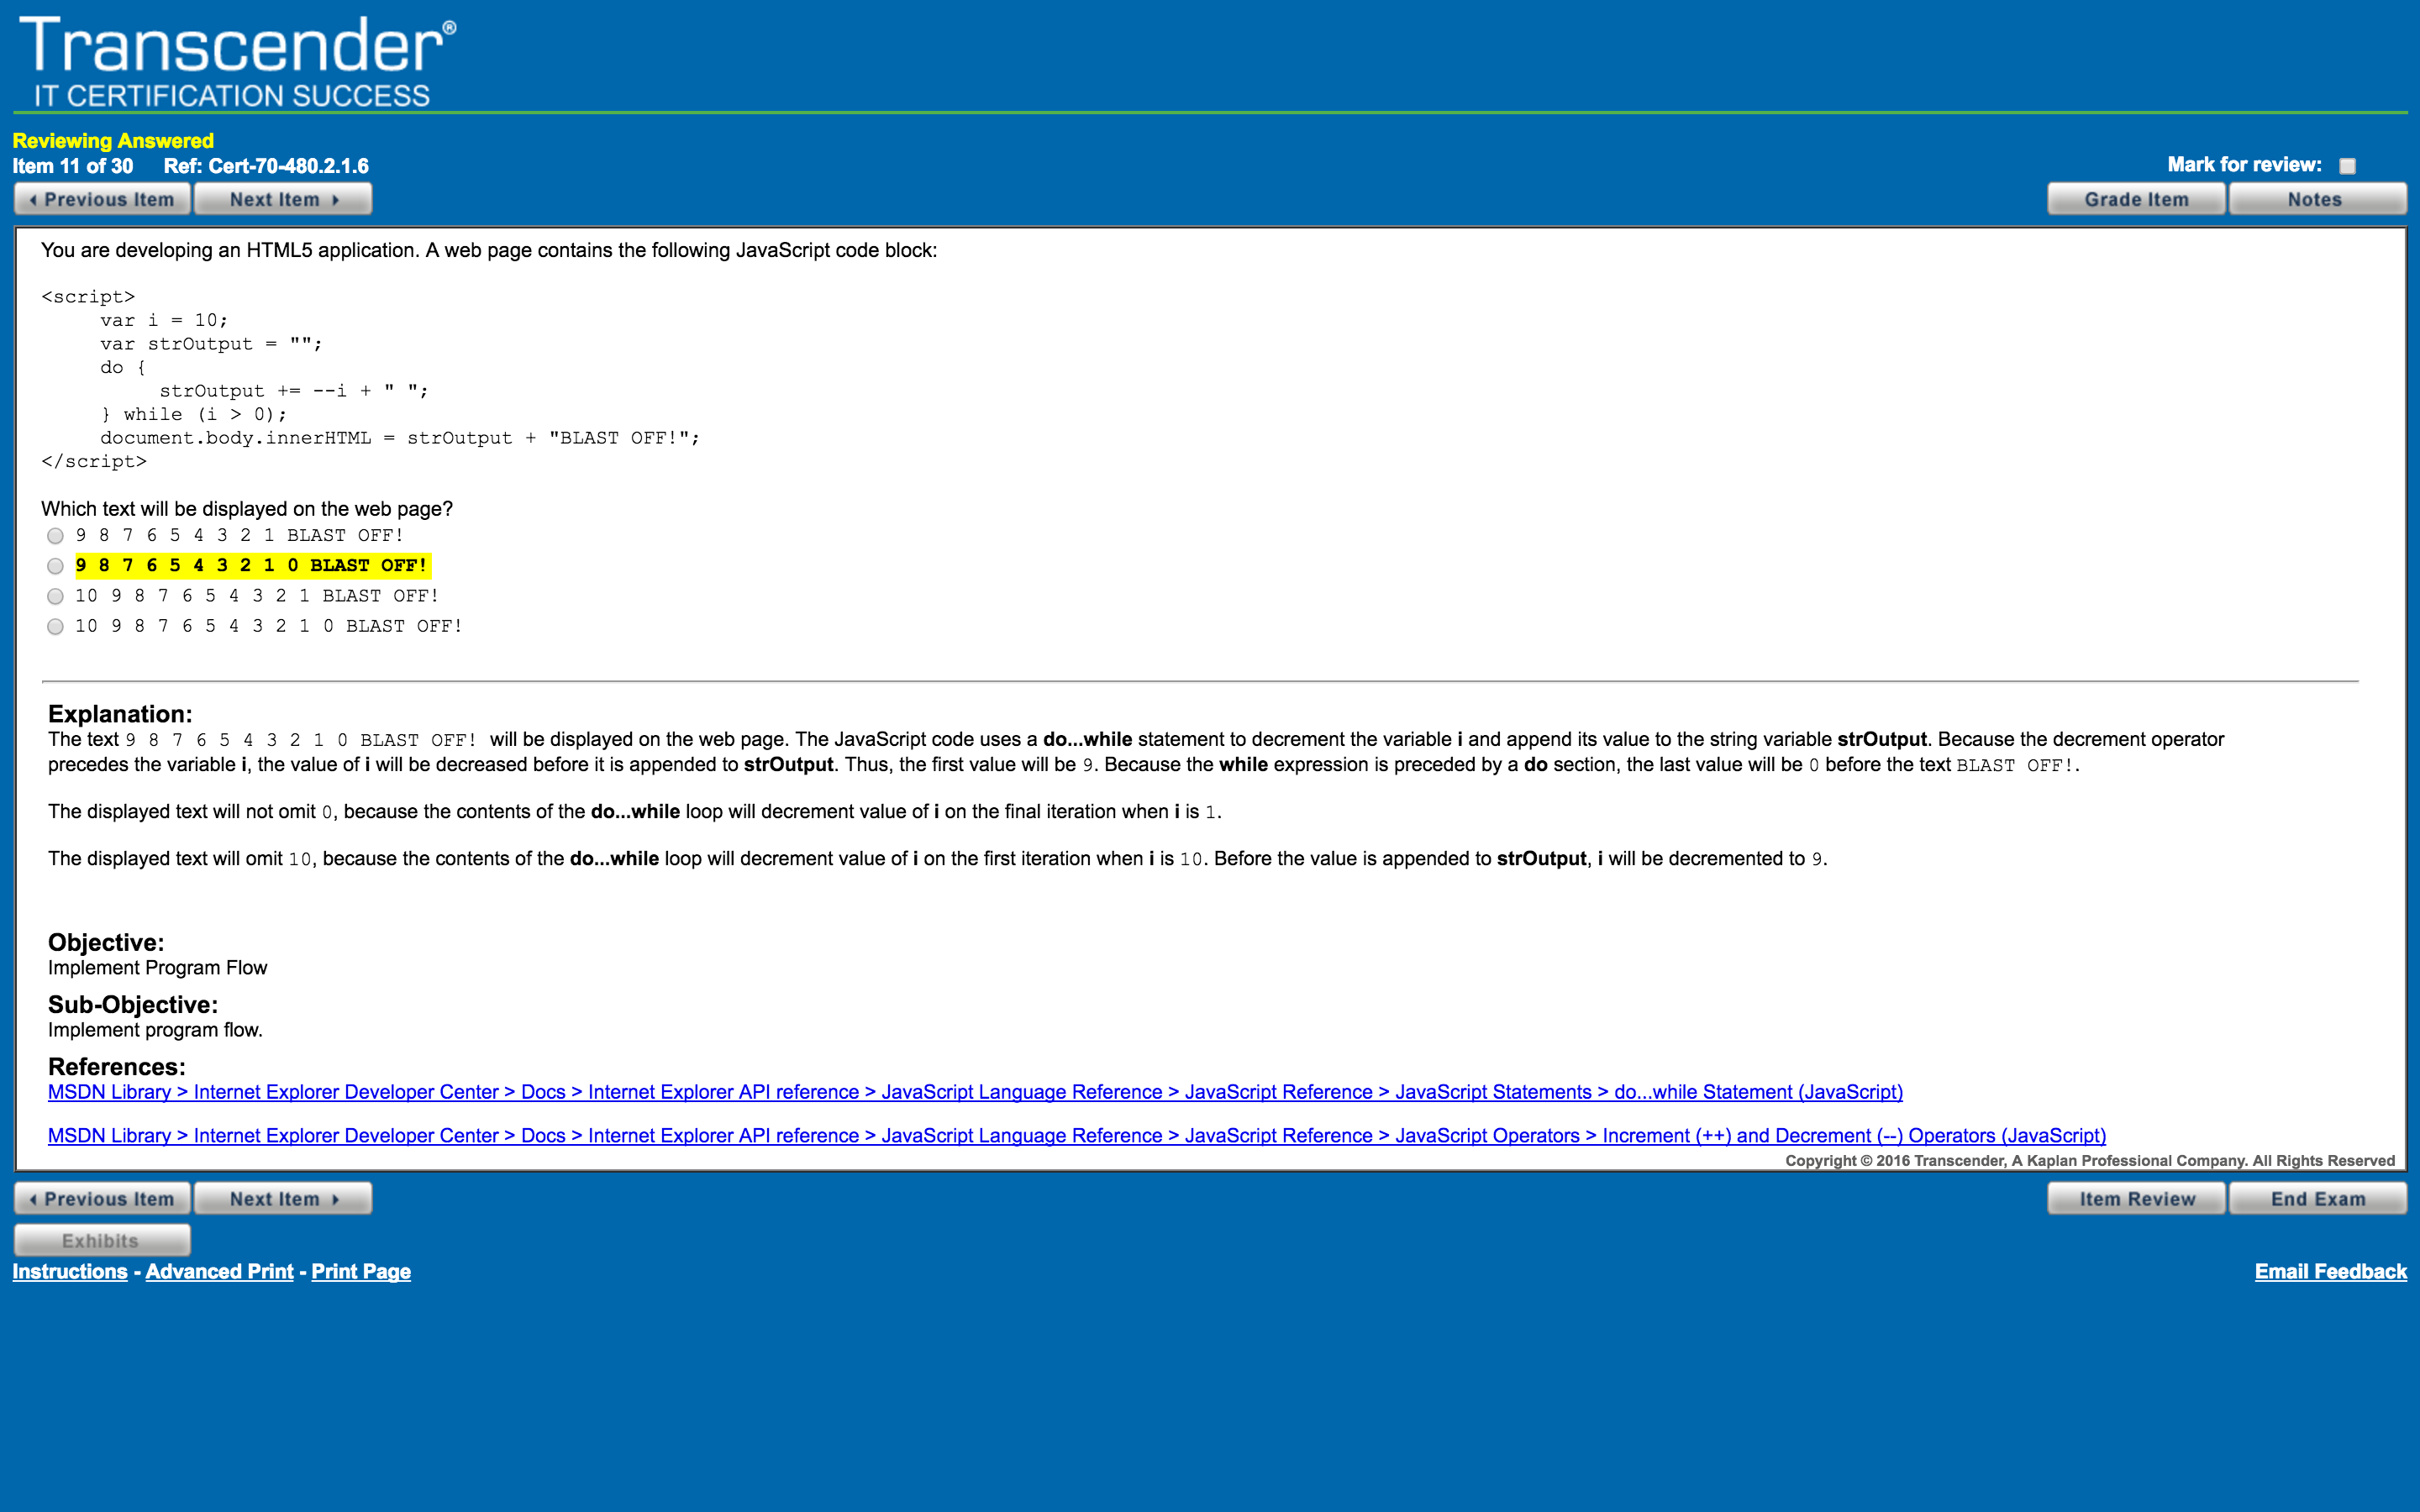 Transcender®
IT CERTIFICATION SUCCESS
Reviewing Answered
Item 11 of 30 Ref: Cert-70-480.2.1.6
Mark for review:
Previous Item Next Item
Grade Item Notes
You are developing an HTML5 application. A web page contains the following JavaScript code block:
<script>
var i = 10;
var strOutput = "";
do {
strOutput += --i + " ";
} while (i > 0);
document.body.innerHTML = strOutput + "BLAST OFF!";
</script>
Which text will be displayed on the web page?
9 8 7 6 5 4 3 2 1 BLAST OFF!
9 8 7 6 5 4 3 2 1 0 BLAST OFF!
10 9 8 7 6 5 4 3 2 1 BLAST OFF!
10 9 8 7 6 5 4 3 2 1 0 BLAST OFF!
Explanation:
The text 9 8 7 6 5 4 3 2 1 0 BLAST OFF! will be displayed on the web page. The JavaScript code uses a do...while statement to decrement the variable i and append its value to the string variable strOutput. Because the decrement operator
precedes the variable i, the value of i will be decreased before it is appended to strOutput. Thus, the first value will be 9. Because the while expression is preceded by a do section, the last value will be 0 before the text BLAST OFF!.
The displayed text will not omit 0, because the contents of the do...while loop will decrement value of i on the final iteration when i is 1.
The displayed text will omit 10, because the contents of the do...while loop will decrement value of i on the first iteration when i is 10. Before the value is appended to strOutput, i will be decremented to 9.
Objective:
Implement Program Flow
Sub-Objective:
Implement program flow.
References:
MSDN Library > Internet Explorer Developer Center > Docs > Internet Explorer API reference > JavaScript Language Reference > JavaScript Reference > JavaScript Statements > do...while Statement (JavaScript)
MSDN Library > Internet Explorer Developer Center > Docs > Internet Explorer API reference > JavaScript Language Reference > JavaScript Reference > JavaScript Operators > Increment (++) and Decrement (--) Operators (JavaScript)
Copyright © 2016 Transcender, A Kaplan Professional Company. All Rights Reserved
Previous Item Next Item
Item Review End Exam
Exhibits
Instructions - Advanced Print - Print Page
Email Feedback